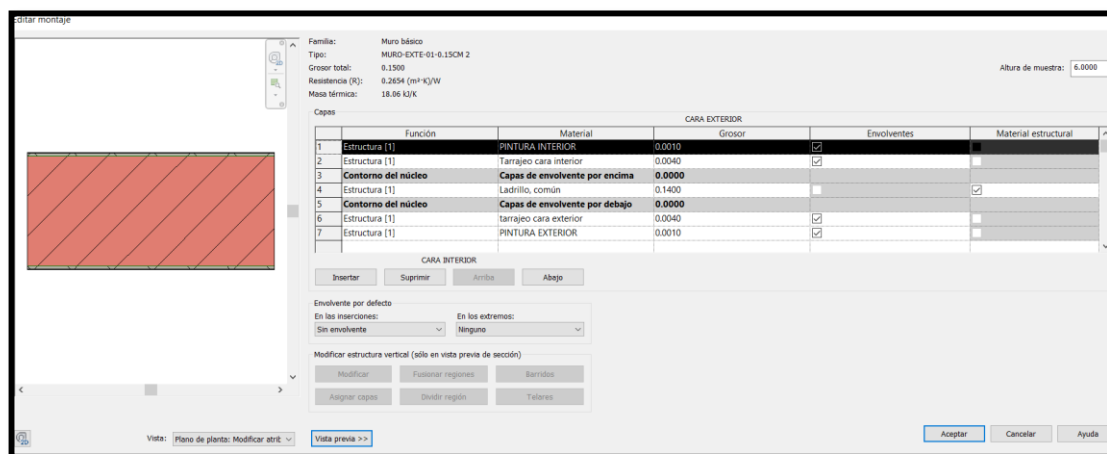 Editar montaje
Familia: Muro básico
Tipo: MURO-EXTE-01-0.15CM 2
Grosor total: 0.1500
Resistencia (R): 0.2654 (m²·K)/W
Masa térmica: 18.06 kJ/K
Altura de muestra: 6.0000
Capas
CARA EXTERIOR
Función Material Grosor Envolventes Material estructural
1 Estructura [1] PINTURA INTERIOR 0.0010
2 Estructura [1] Tarrajeo cara interior 0.0040
3 Contorno del núcleo Capas de envolvente por encima 0.0000
4 Estructura [1] Ladrillo, común 0.1400
5 Contorno del núcleo Capas de envolvente por debajo 0.0000
6 Estructura [1] tarrajeo cara exterior 0.0040
7 Estructura [1] PINTURA EXTERIOR 0.0010
CARA INTERIOR
Insertar Suprimir Arriba Abajo
Envolvente por defecto
En las inserciones: En los extremos:
Sin envolvente Ninguno
Modificar estructura vertical (sólo en vista previa de sección)
Modificar Fusionar regiones Barridos
Asignar capas Dividir región Telares
Vista: Plano de planta: Modificar atrib Vista previa >> Aceptar Cancelar Ayuda